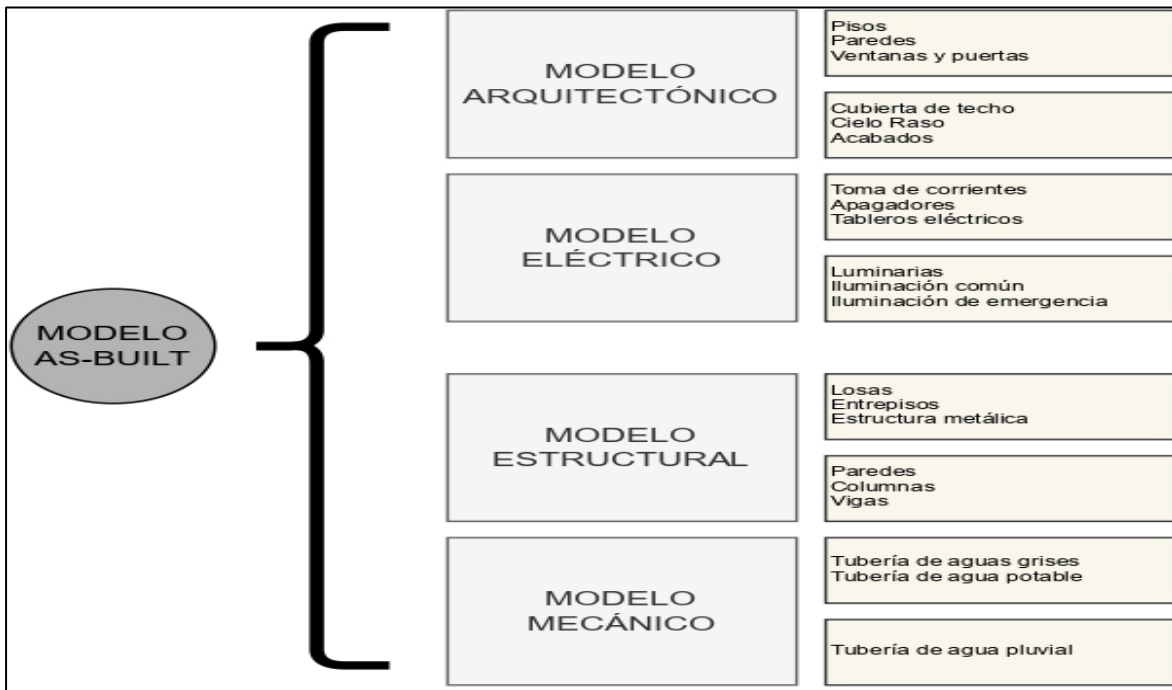 MODELO
AS-BUILT
MODELO
ARQUITECTÓNICO
Pisos
Paredes
Ventanas y puertas
Cubierta de techo
Cielo Raso
Acabados
MODELO
ELÉCTRICO
Toma de corrientes
Apagadores
Tableros eléctricos
Luminarias
Iluminación común
Iluminación de emergencia
MODELO
ESTRUCTURAL
Losas
Entrepisos
Estructura metálica
Paredes
Columnas
Vigas
MODELO
MECÁNICO
Tubería de aguas grises
Tubería de agua potable
Tubería de agua pluvial